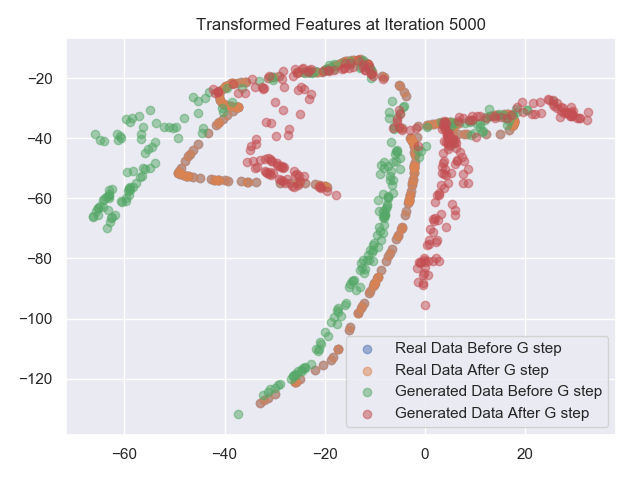 Transformed Features at Iteration 5000
−20
−40
−60
−80
−100
−120
−60
−40
−20
0
20
Real Data Before G step
Real Data After G step
Generated Data Before G step
Generated Data After G step